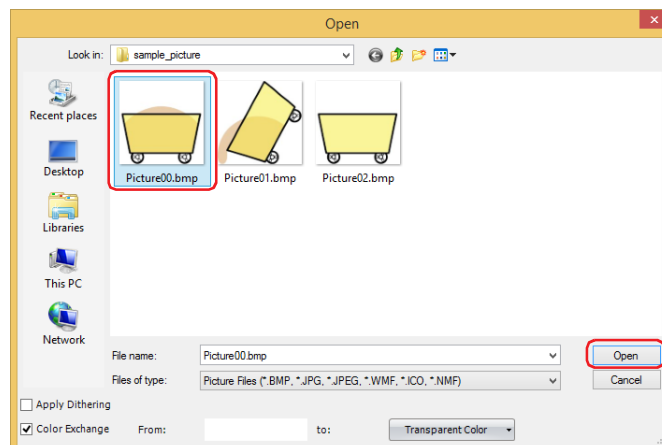 Open
Look in: sample_picture
Recent places
Desktop
Libraries
This PC
Network
Picture00.bmp Picture01.bmp Picture02.bmp
File name: Picture00.bmp Open
Files of type: Picture Files (*.BMP, *.JPG, *.JPEG, *.WMF, *.ICO, *.NMF) Cancel
Apply Dithering
Color Exchange From: to: Transparent Color